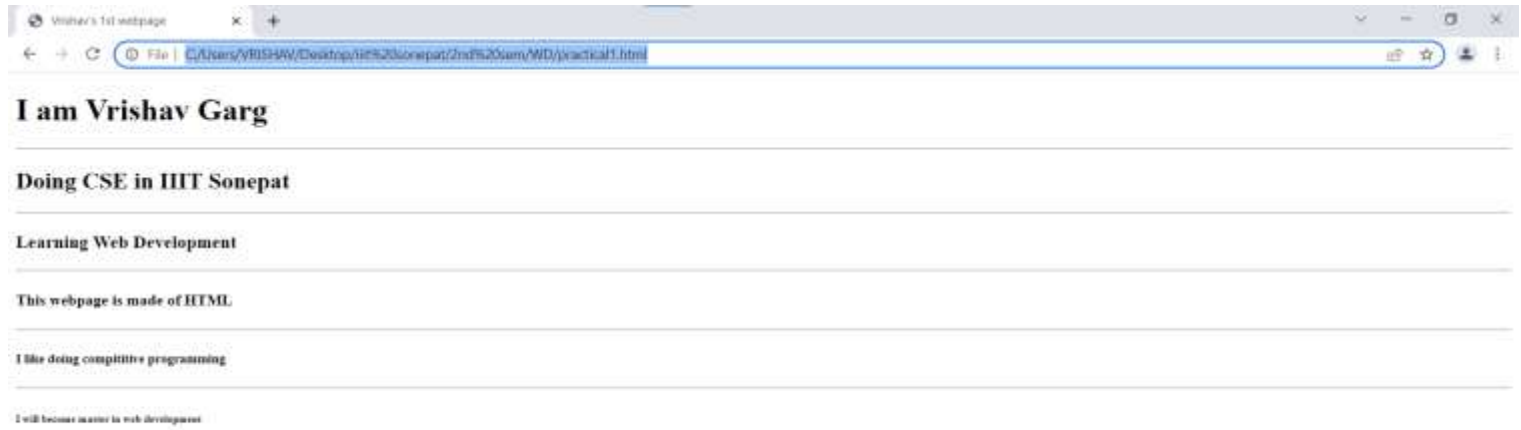 Vrishav's 1st webpage
File | C:/Users/VRISHAV/Desktop/iiit%20sonepat/2nd%20sem/WD/practical1.html
I am Vrishav Garg
Doing CSE in IIIT Sonepat
Learning Web Development
This webpage is made of HTML
I like doing compititive programming
I will become master in web development